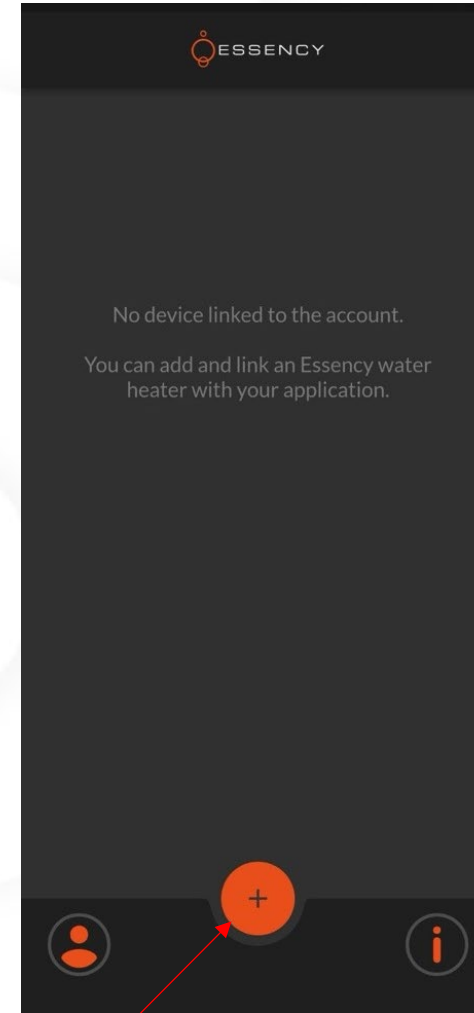 ESSENCY
No device linked to the account.
You can add and link an Essency water
heater with your application.
+
i